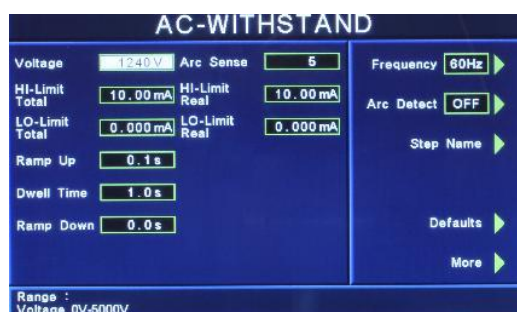 AC-WITHSTAND
Voltage 1240V Arc Sense 5
HI-Limit Total 10.00mA HI-Limit Real 10.00mA
LO-Limit Total 0.000mA LO-Limit Real 0.000mA
Ramp Up 0.1s
Dwell Time 1.0s
Ramp Down 0.0s
Frequency 60Hz
Arc Detect OFF
Step Name
Defaults
More
Range :
Voltage 0V-5000V